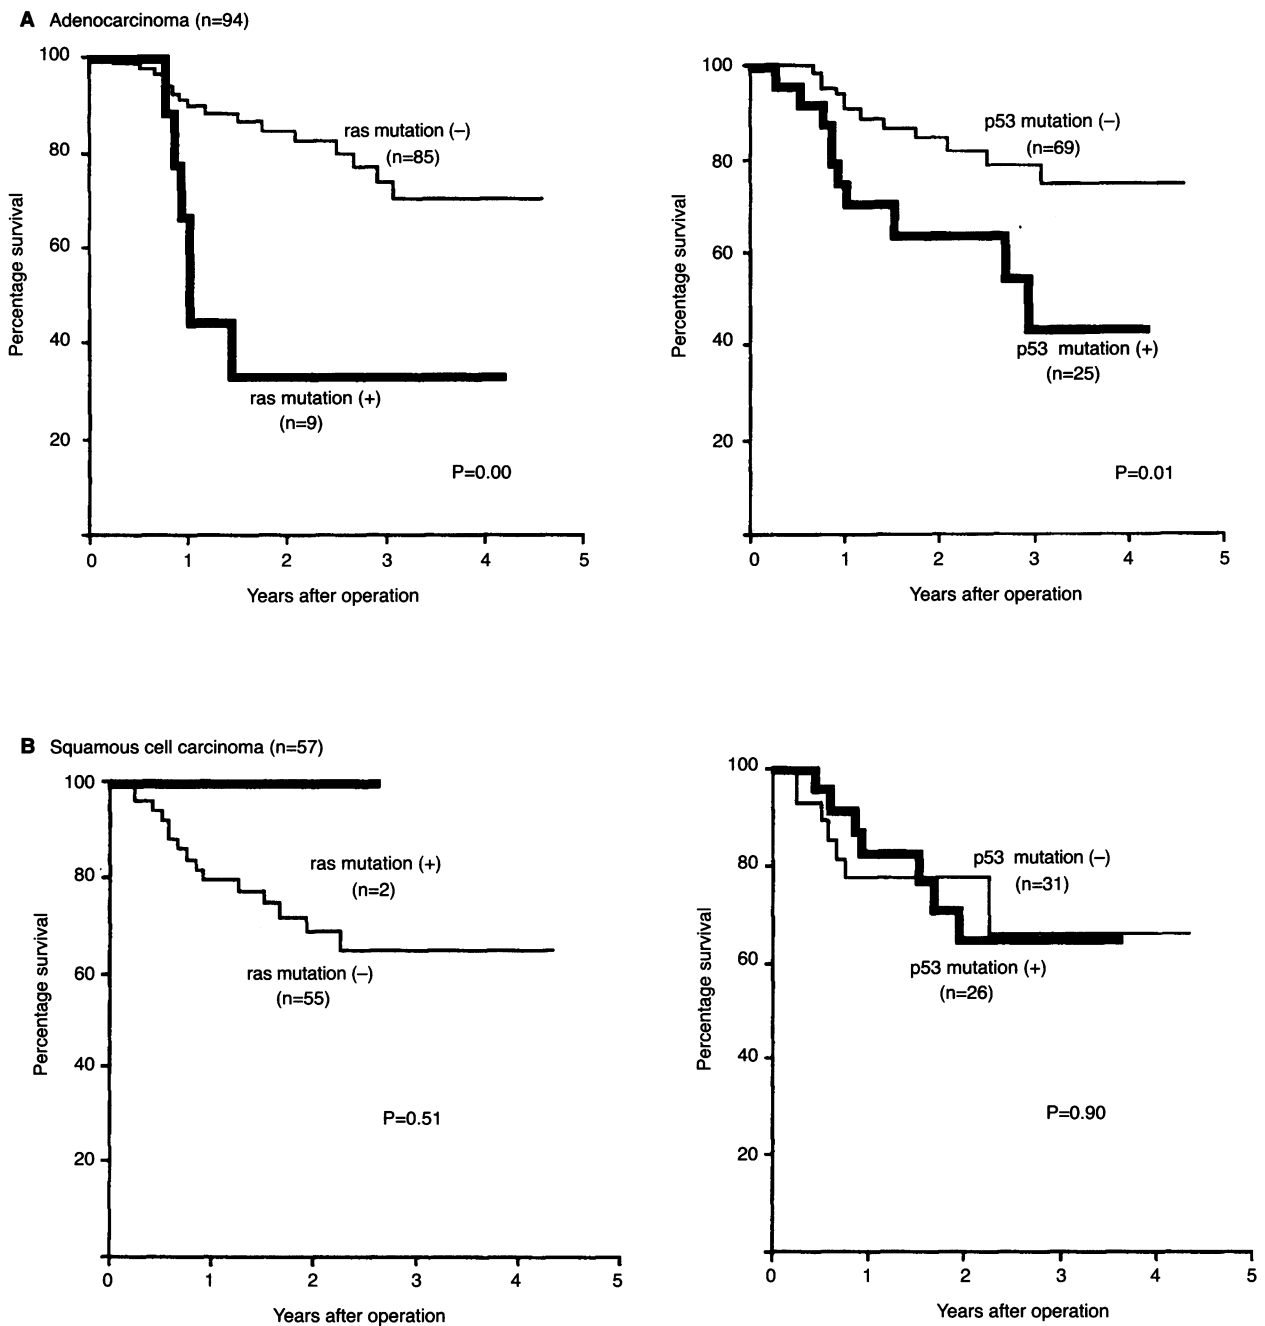 A Adenocarcinoma (n=94)
100
80
60
40
20
Percentage survival
ras mutation (–)
(n=85)
ras mutation (+)
(n=9)
P=0.00
0 1 2 3 4 5
Years after operation
100
80
60
40
20
Percentage survival
p53 mutation (–)
(n=69)
p53 mutation (+)
(n=25)
P=0.01
0 1 2 3 4 5
Years after operation
B Squamous cell carcinoma (n=57)
100
80
60
40
20
Percentage survival
ras mutation (+)
(n=2)
ras mutation (–)
(n=55)
P=0.51
0 1 2 3 4 5
Years after operation
100
80
60
40
20
Percentage survival
p53 mutation (–)
(n=31)
p53 mutation (+)
(n=26)
P=0.90
0 1 2 3 4 5
Years after operation